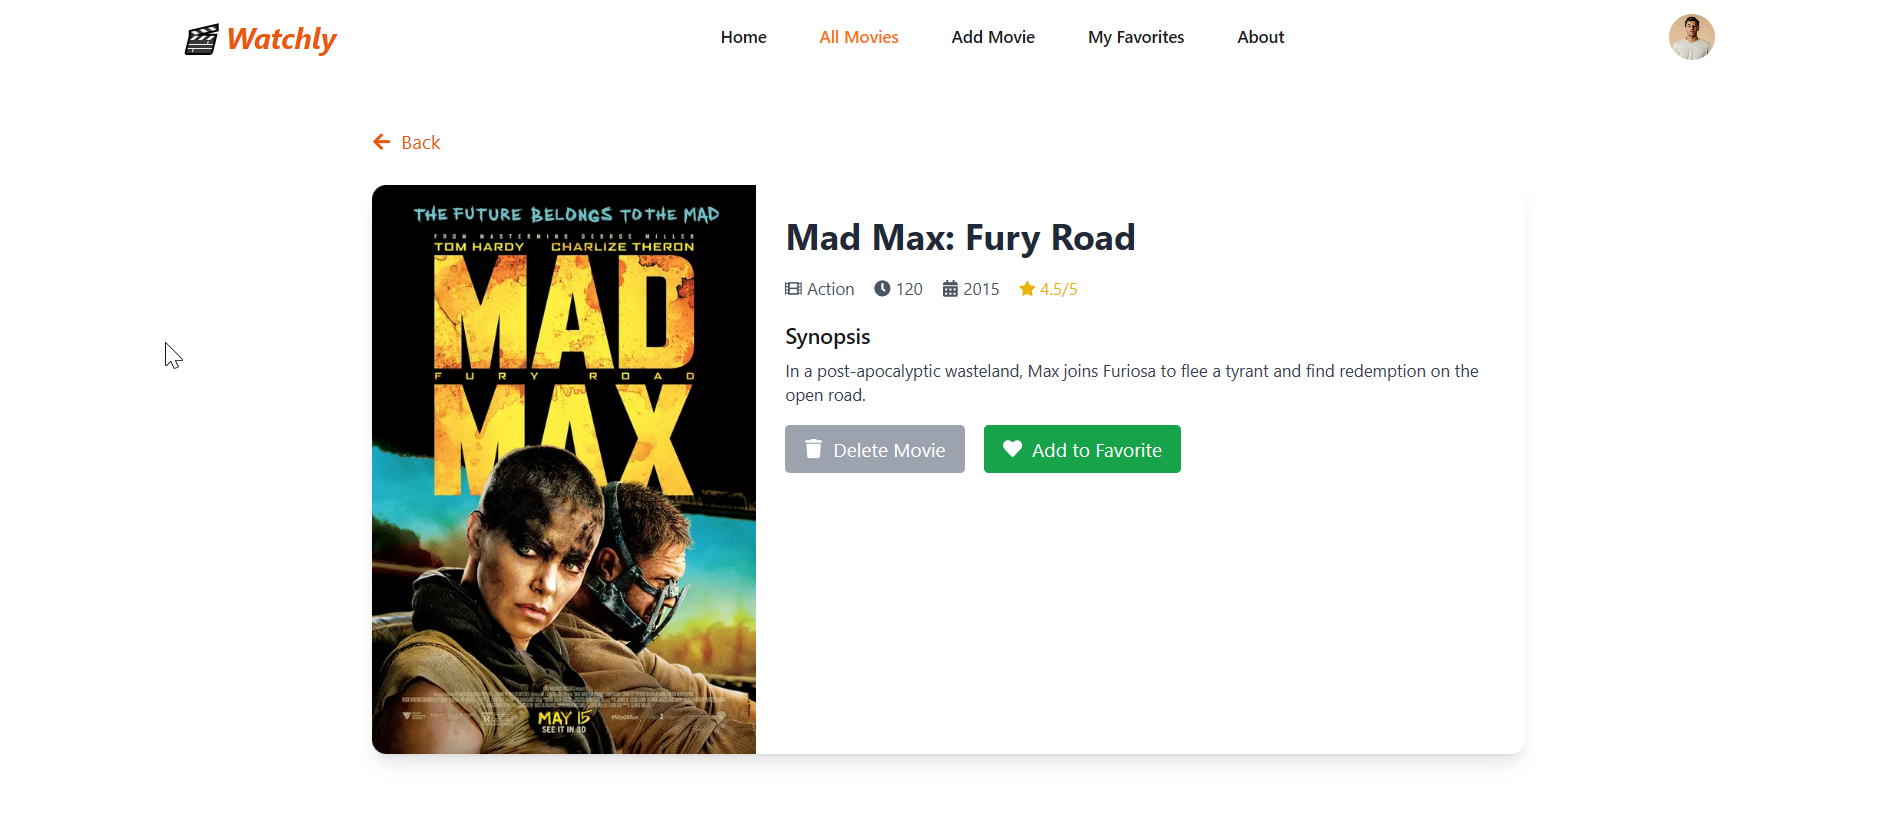 Watchly
Home
All Movies
Add Movie
My Favorites
About
Back
THE FUTURE BELONGS TO THE MAD
FROM MASTERMIND GEORGE MILLER
TOM HARDY CHARLIZE THERON
MAD
FURY ROAD
MAX
MAY 15
SEE IT IN 3D
#MadMax
Mad Max: Fury Road
Action 120 2015 4.5/5
Synopsis
In a post-apocalyptic wasteland, Max joins Furiosa to flee a tyrant and find redemption on the
open road.
Delete Movie
Add to Favorite